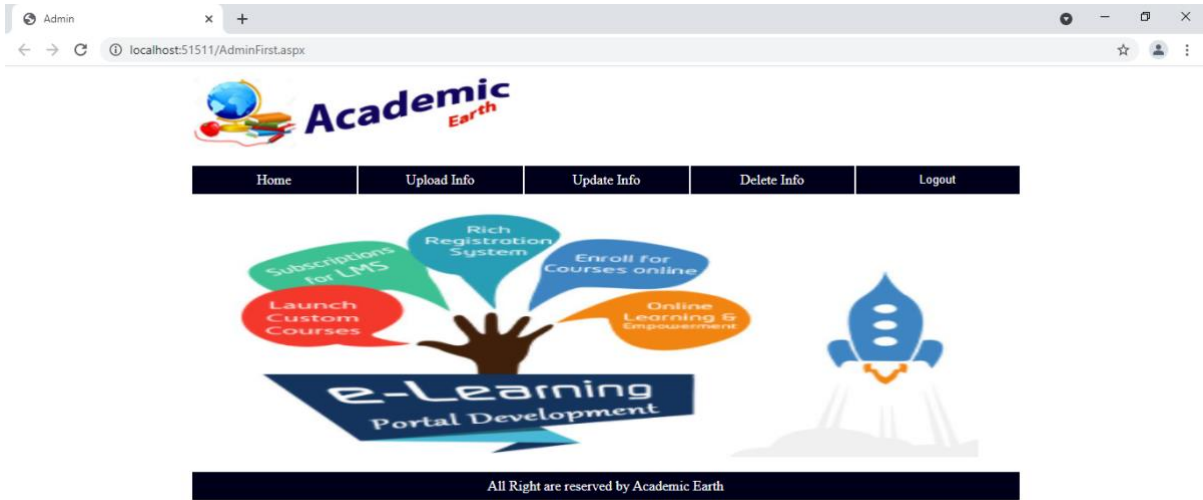 Admin
localhost:51511/AdminFirst.aspx
Academic
Earth
Home Upload Info Update Info Delete Info Logout
Rich
Registration
System
Subscriptions
for LMS
Enroll for
Courses online
Launch
Custom
Courses
Online
Learning &
Empowerment
e-Learning
Portal Development
All Right are reserved by Academic Earth